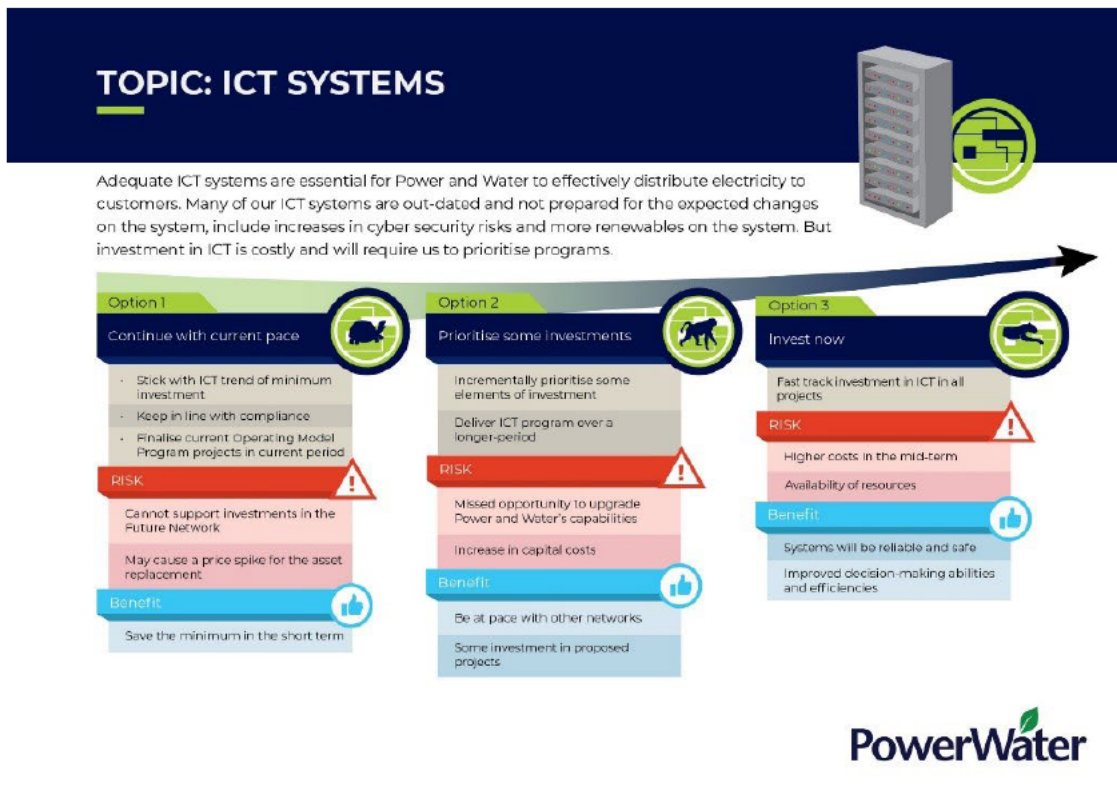 TOPIC: ICT SYSTEMS
Adequate ICT systems are essential for Power and Water to effectively distribute electricity to
customers. Many of our ICT systems are out-dated and not prepared for the expected changes
on the system, include increases in cyber security risks and more renewables on the system. But
investment in ICT is costly and will require us to prioritise programs.
Option 1
Continue with current pace
· Stick with ICT trend of minimum
investment
· Keep in line with compliance
· Finalise current Operating Model
Program projects in current period
RISK
Cannot support investments in the
Future Network
May cause a price spike for the asset
replacement
Benefit
Save the minimum in the short term
Option 2
Prioritise some investments
Incrementally prioritise some
elements of investment
Deliver ICT program over a
longer-period
RISK
Missed opportunity to upgrade
Power and Water's capabilities
Increase in capital costs
Benefit
Be at pace with other networks
Some investment in proposed
projects
Option 3
Invest now
Fast track investment in ICT in all
projects
RISK
Higher costs in the mid-term
Availability of resources
Benefit
Systems will be reliable and safe
Improved decision-making abilities
and efficiencies
PowerWater